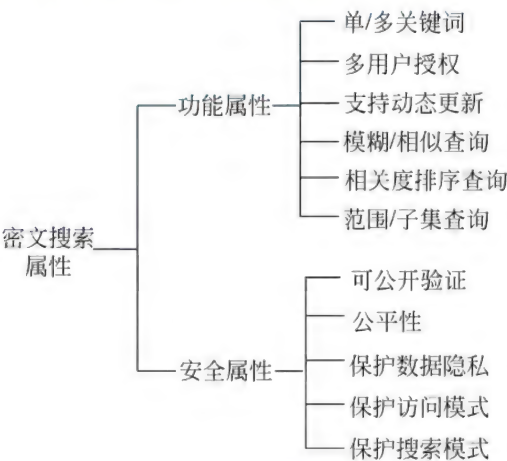 密文搜索
属性
功能属性
单/多关键词
多用户授权
支持动态更新
模糊/相似查询
相关度排序查询
范围/子集查询
安全属性
可公开验证
公平性
保护数据隐私
保护访问模式
保护搜索模式